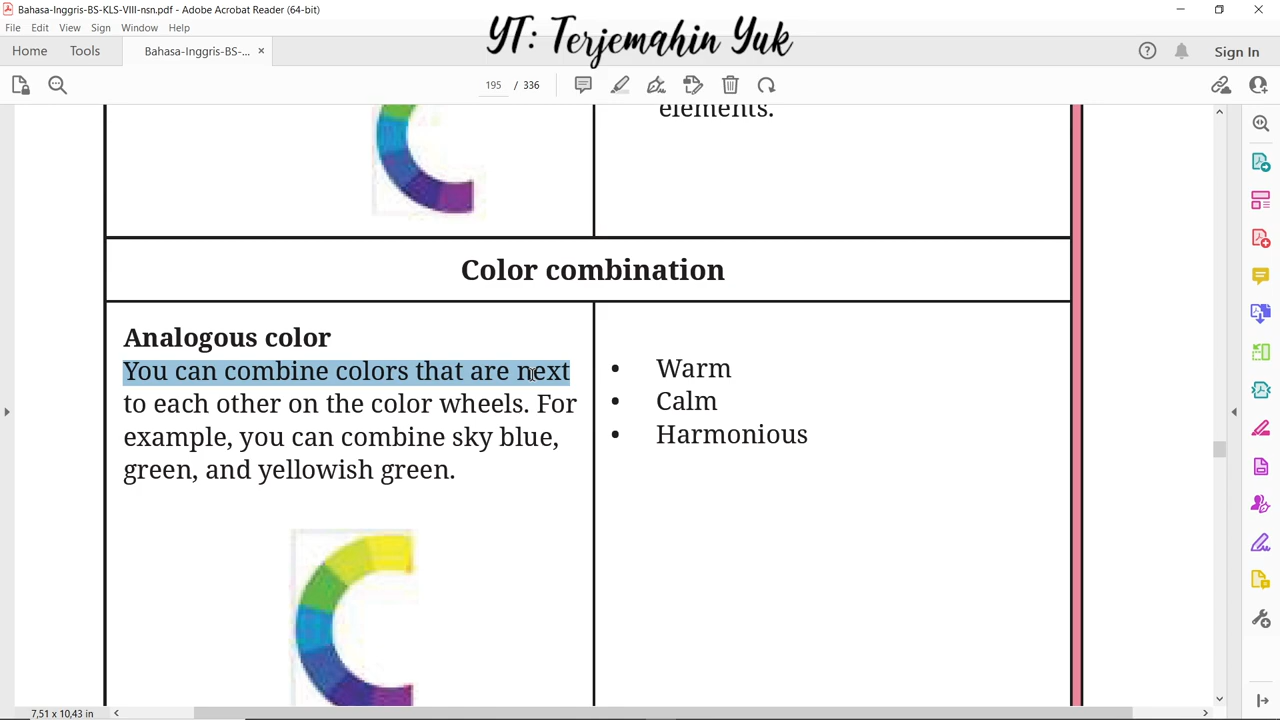 Bahasa-Inggris-BS-KLS-VIII-nsn.pdf - Adobe Acrobat Reader (64-bit)
YT: Terjemahin Yuk
File Edit View Sign Window Help
Home Tools Bahasa-Inggris-BS-... × Sign In
195 / 336
elements.
Color combination
Analogous color
You can combine colors that are next
to each other on the color wheels. For
example, you can combine sky blue,
green, and yellowish green.
• Warm
• Calm
• Harmonious
7,51 x 10,43 in